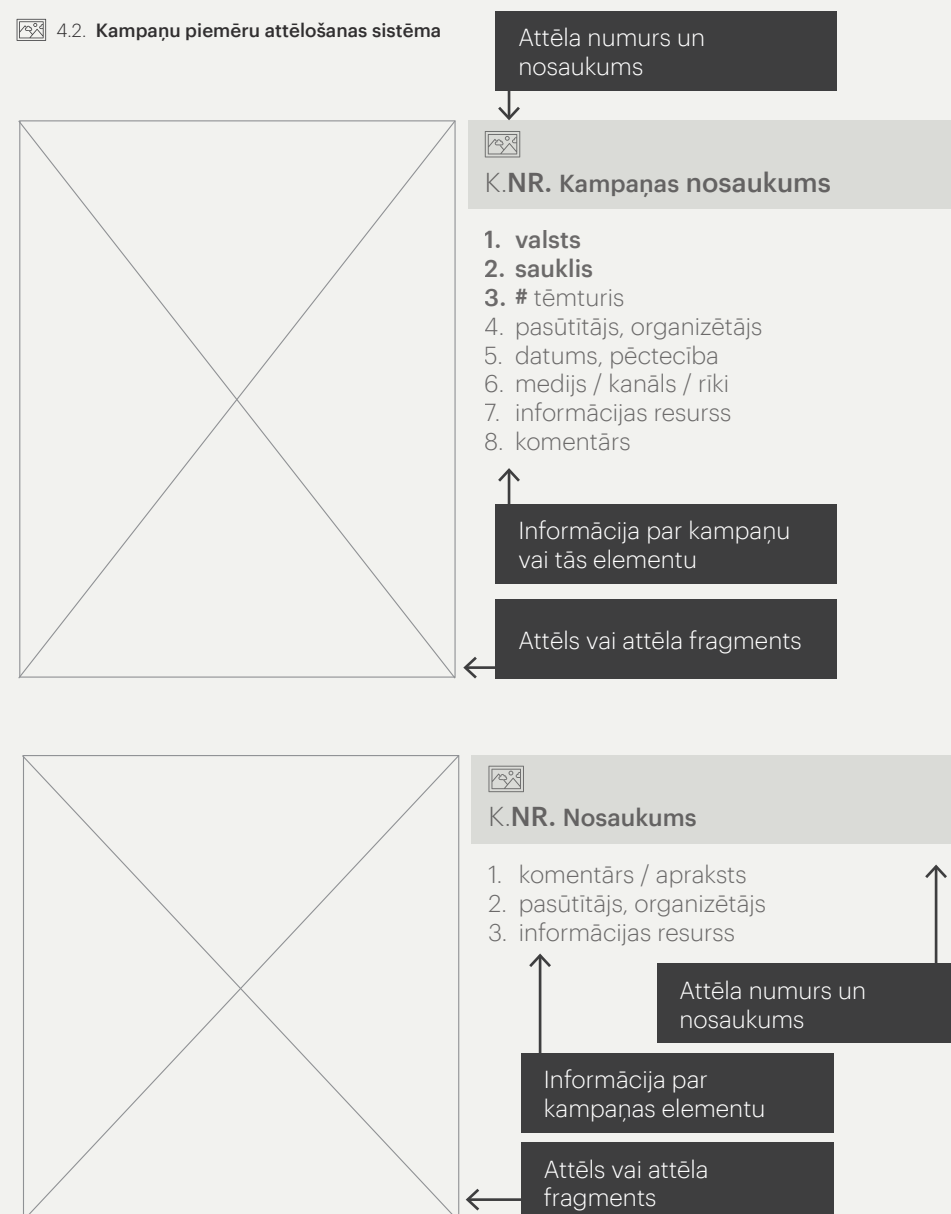 4.2. Kampaņu piemēru attēlošanas sistēma
Attēla numurs un
nosaukums
K.NR. Kampaņas nosaukums
1. valsts
2. sauklis
3. # tēmturis
4. pasūtītājs, organizētājs
5. datums, pēctecība
6. medijs / kanāls / rīki
7. informācijas resurss
8. komentārs
Informācija par kampaņu
vai tās elementu
Attēls vai attēla fragments
K.NR. Nosaukums
1. komentārs / apraksts
2. pasūtītājs, organizētājs
3. informācijas resurss
Attēla numurs un
nosaukums
Informācija par
kampaņas elementu
Attēls vai attēla
fragments